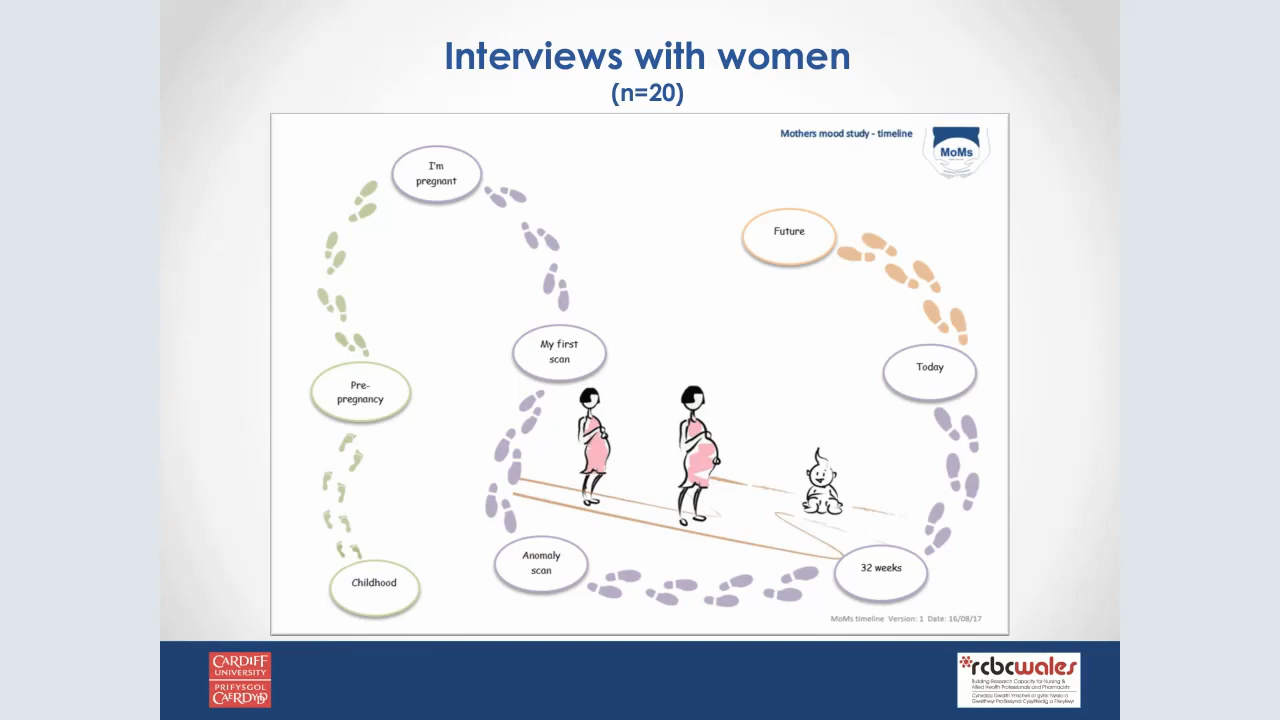 Interviews with women
(n=20)
Mothers mood study - timeline
MoMs
I'm
pregnant
Future
My first
scan
Today
Pre-
pregnancy
Anomaly
scan
32 weeks
Childhood
MoMs timeline Version: 1 Date: 16/08/17
CARDIFF
UNIVERSITY
PRIFYSGOL
CAERDYDD
rcbcwales
Building Research Capacity for Nursing &
Allied Health Professionals and Pharmacists